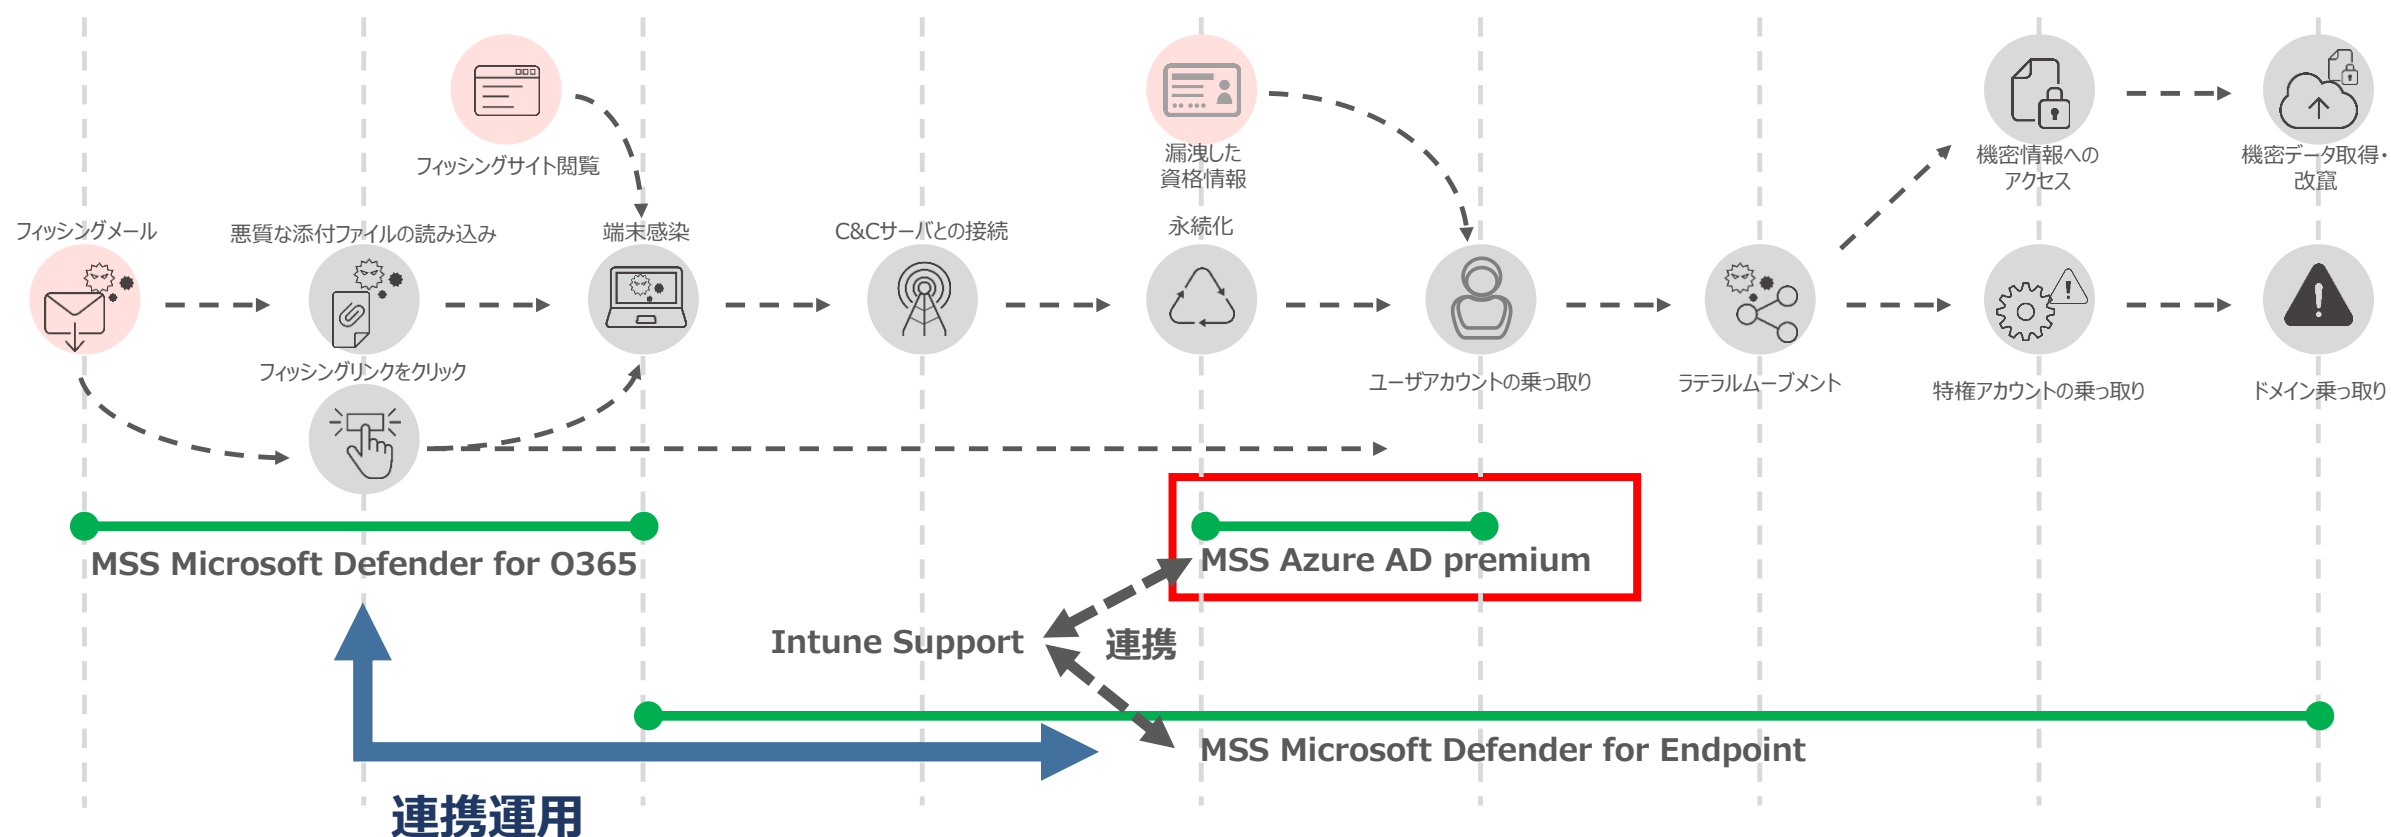 フィッシングサイト閲覧
漏洩した
資格情報
機密情報への
アクセス
機密データ取得・
改竄
フィッシングメール
悪質な添付ファイルの読み込み
端末感染
C&Cサーバとの接続
永続化
フィッシングリンクをクリック
ユーザアカウントの乗っ取り
ラテラルムーブメント
特権アカウントの乗っ取り
ドメイン乗っ取り
MSS Microsoft Defender for O365
MSS Azure AD premium
Intune Support
連携
MSS Microsoft Defender for Endpoint
連携運用